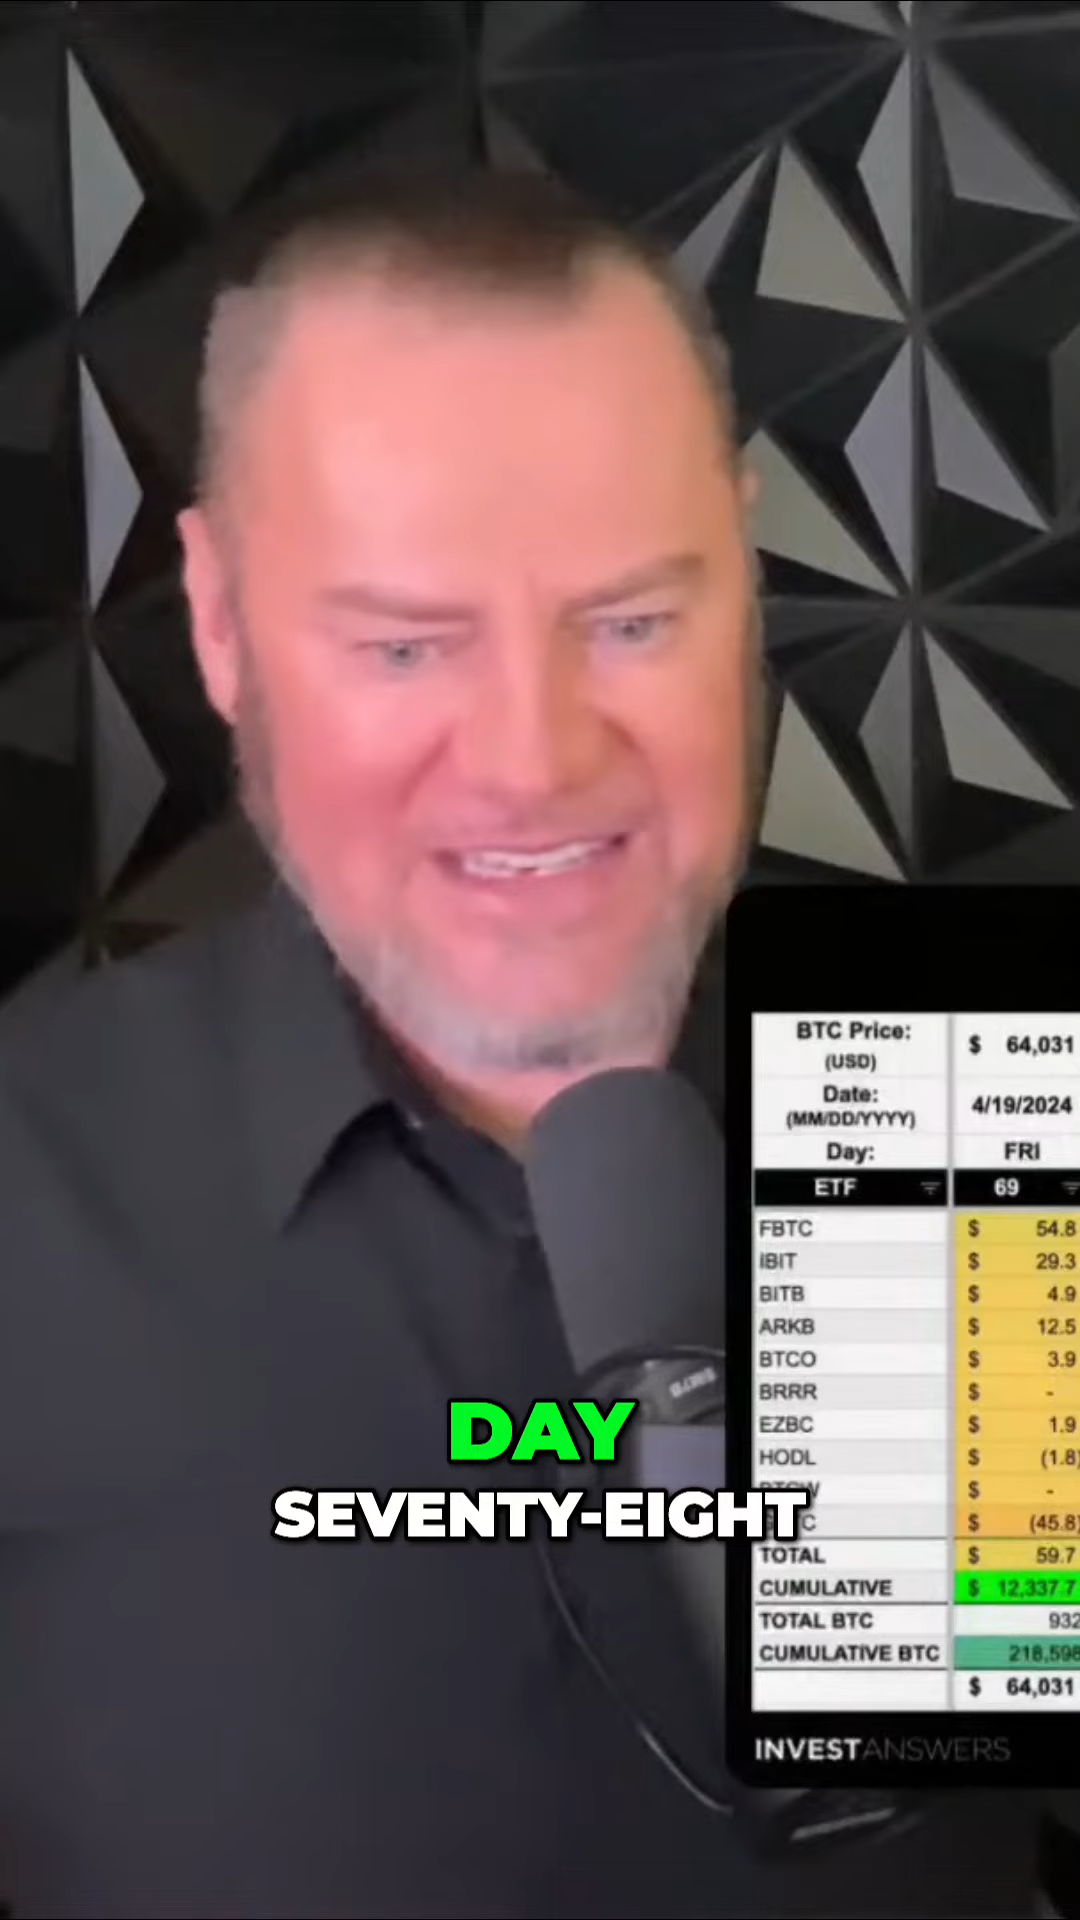 BTC Price:
(USD)
$ 64,031
Date:
(MM/DD/YYYY)
4/19/2024
Day: FRI
ETF 69
FBTC $ 54.8
IBIT $ 29.3
BITB $ 4.9
ARKB $ 12.5
BTCO $ 3.9
BRRR $ -
EZBC $ 1.9
HODL $ (1.8)
$ -
$ (45.8)
TOTAL $ 59.7
CUMULATIVE $ 12,337.7
TOTAL BTC 932
CUMULATIVE BTC 218,598
$ 64,031
INVESTANSWERS
DAY
SEVENTY-EIGHT